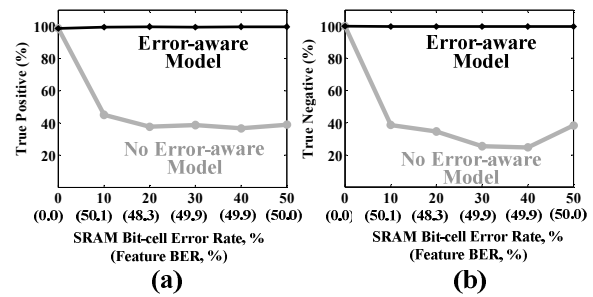 True Positive (%)
100
80
60
40
20
Error-aware
Model
No Error-aware
Model
0 10 20 30 40 50
(0.0) (50.1) (48.3) (49.9) (49.9) (50.0)
SRAM Bit-cell Error Rate, %
(Feature BER, %)
(a)
True Negative (%)
100
80
60
40
20
Error-aware
Model
No Error-aware
Model
0 10 20 30 40 50
(0.0) (50.1) (48.3) (49.9) (49.9) (50.0)
SRAM Bit-cell Error Rate, %
(Feature BER, %)
(b)